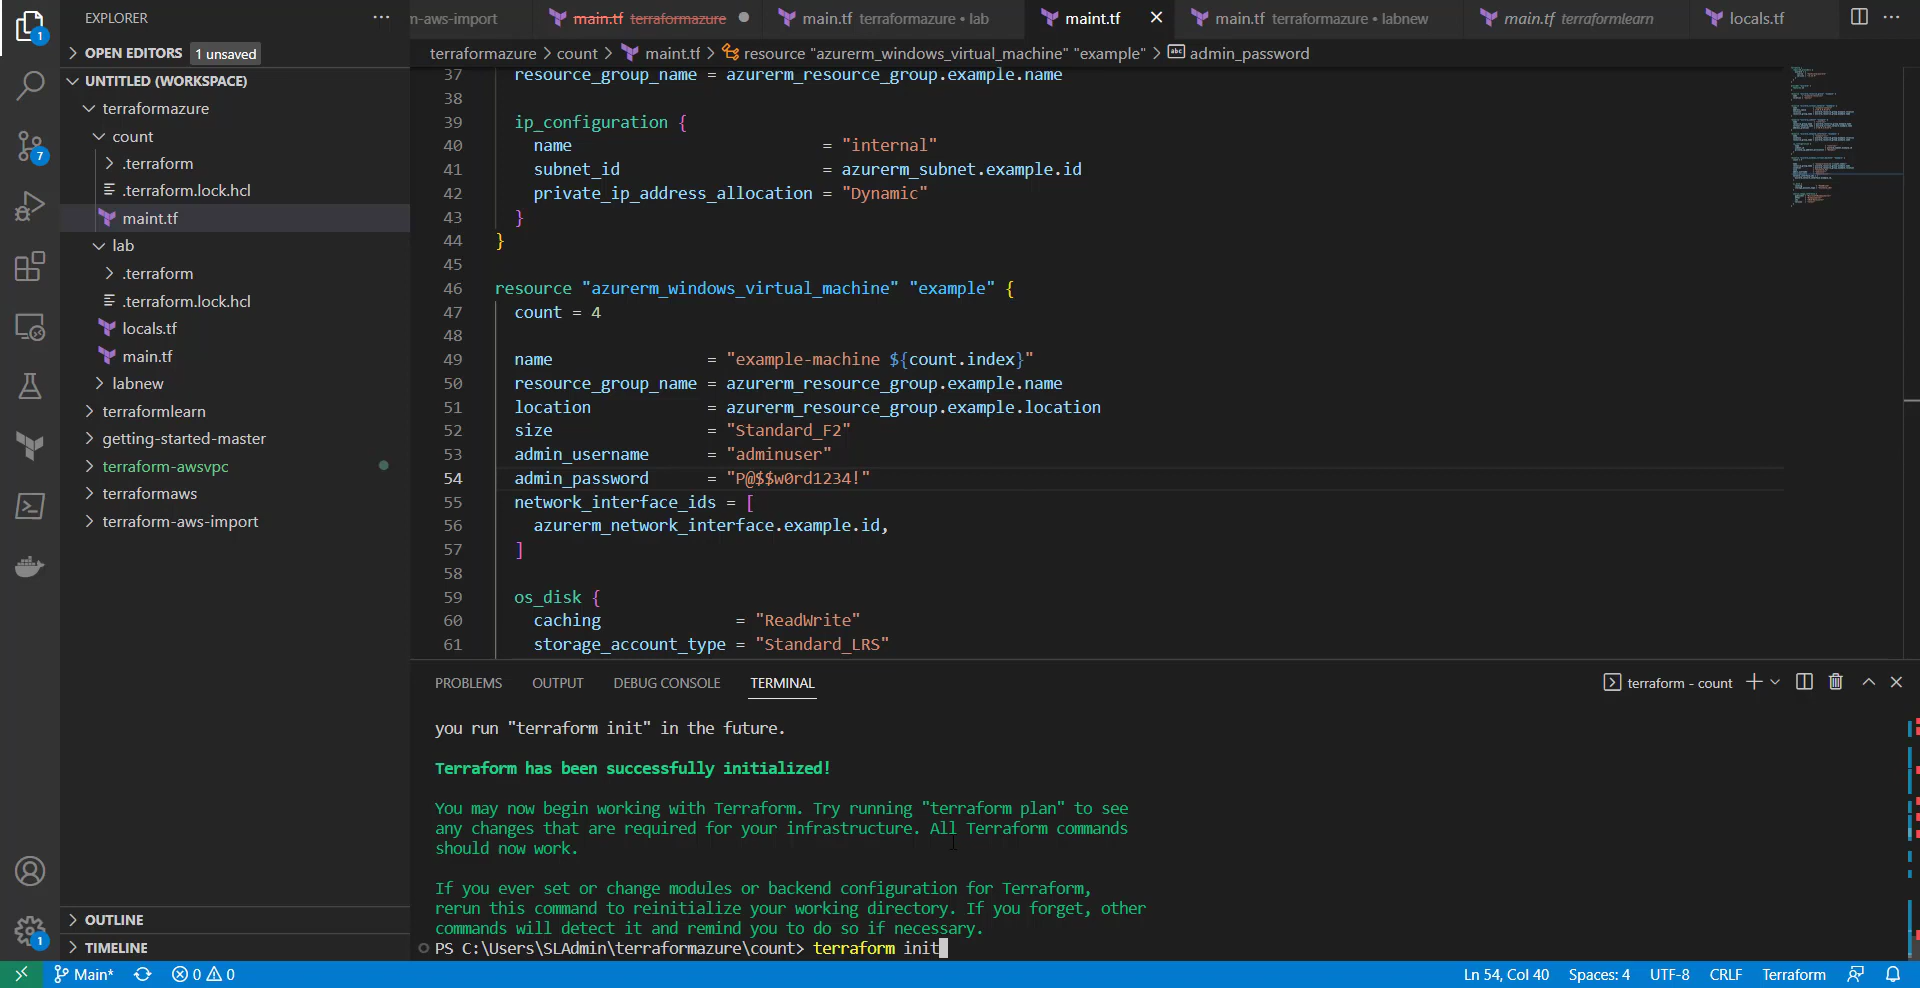 EXPLORER
n-aws-import
main.tf terraformazure
main.tf terraformazure • lab
maint.tf
main.tf terraformazure • labnew
main.tf terraformlearn
locals.tf
OPEN EDITORS 1 unsaved
terraformazure > count > maint.tf > resource "azurerm_windows_virtual_machine" "example" > abc admin_password
UNTITLED (WORKSPACE)
terraformazure
count
.terraform
.terraform.lock.hcl
maint.tf
lab
.terraform
.terraform.lock.hcl
locals.tf
main.tf
labnew
terraformlearn
getting-started-master
terraform-awsvpc
terraformaws
terraform-aws-import
OUTLINE
TIMELINE
1
7
1
37 resource_group_name = azurerm_resource_group.example.name
38
39 ip_configuration {
40 name = "internal"
41 subnet_id = azurerm_subnet.example.id
42 private_ip_address_allocation = "Dynamic"
43 }
44 }
45
46 resource "azurerm_windows_virtual_machine" "example" {
47 count = 4
48
49 name = "example-machine ${count.index}"
50 resource_group_name = azurerm_resource_group.example.name
51 location = azurerm_resource_group.example.location
52 size = "Standard_F2"
53 admin_username = "adminuser"
54 admin_password = "P@$$w0rd1234!"
55 network_interface_ids = [
56 azurerm_network_interface.example.id,
57 ]
58
59 os_disk {
60 caching = "ReadWrite"
61 storage_account_type = "Standard_LRS"
PROBLEMS OUTPUT DEBUG CONSOLE TERMINAL
terraform - count
you run "terraform init" in the future.
Terraform has been successfully initialized!
You may now begin working with Terraform. Try running "terraform plan" to see
any changes that are required for your infrastructure. All Terraform commands
should now work.
If you ever set or change modules or backend configuration for Terraform,
rerun this command to reinitialize your working directory. If you forget, other
commands will detect it and remind you to do so if necessary.
PS C:\Users\SLAdmin\terraformazure\count> terraform init
Main* 0 0
Ln 54, Col 40 Spaces: 4 UTF-8 CRLF Terraform